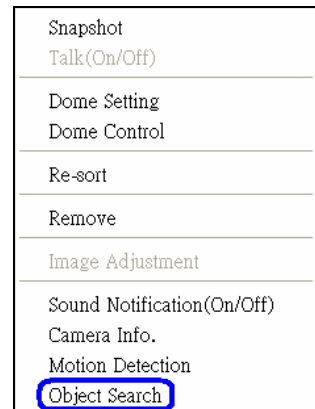 Snapshot
Talk(On/Off)
Dome Setting
Dome Control
Re-sort
Remove
Image Adjustment
Sound Notification(On/Off)
Camera Info.
Motion Detection
Object Search